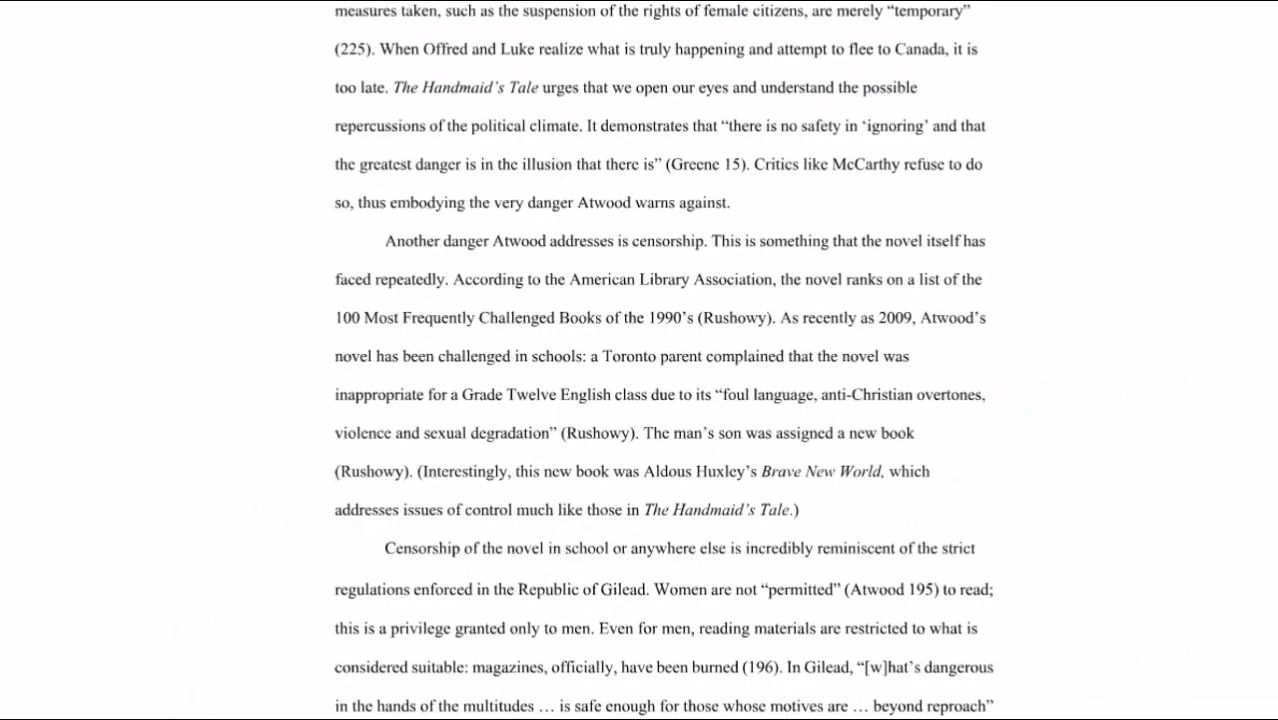 measures taken, such as the suspension of the rights of female citizens, are merely “temporary”
(225). When Offred and Luke realize what is truly happening and attempt to flee to Canada, it is
too late. The Handmaid’s Tale urges that we open our eyes and understand the possible
repercussions of the political climate. It demonstrates that “there is no safety in ‘ignoring’ and that
the greatest danger is in the illusion that there is” (Greene 15). Critics like McCarthy refuse to do
so, thus embodying the very danger Atwood warns against.
Another danger Atwood addresses is censorship. This is something that the novel itself has
faced repeatedly. According to the American Library Association, the novel ranks on a list of the
100 Most Frequently Challenged Books of the 1990’s (Rushowy). As recently as 2009, Atwood’s
novel has been challenged in schools: a Toronto parent complained that the novel was
inappropriate for a Grade Twelve English class due to its “foul language, anti-Christian overtones,
violence and sexual degradation” (Rushowy). The man’s son was assigned a new book
(Rushowy). (Interestingly, this new book was Aldous Huxley’s Brave New World, which
addresses issues of control much like those in The Handmaid’s Tale.)
Censorship of the novel in school or anywhere else is incredibly reminiscent of the strict
regulations enforced in the Republic of Gilead. Women are not “permitted” (Atwood 195) to read;
this is a privilege granted only to men. Even for men, reading materials are restricted to what is
considered suitable: magazines, officially, have been burned (196). In Gilead, “[w]hat’s dangerous
in the hands of the multitudes … is safe enough for those whose motives are … beyond reproach”